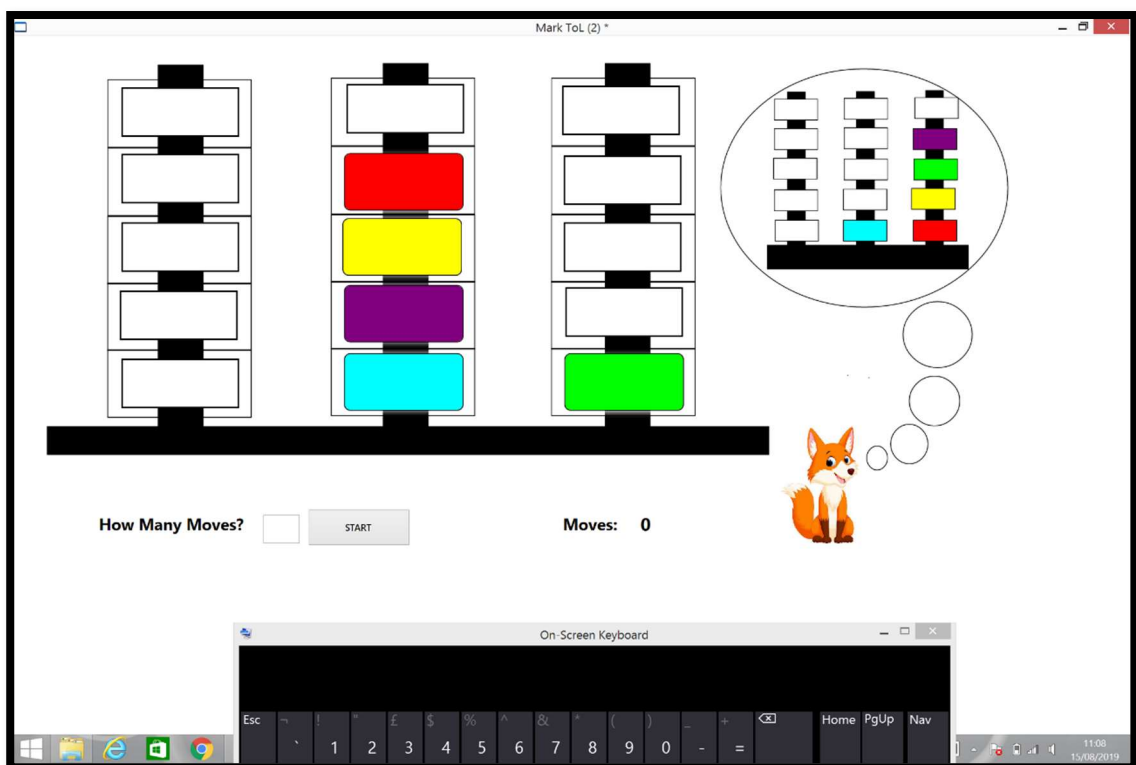 Mark ToL (2) *
How Many Moves?
START
Moves: 0
On-Screen Keyboard
Esc ¬ ! " £ $ % ^ & * ( ) _ + Home PgUp Nav
` 1 2 3 4 5 6 7 8 9 0 - =
11:08
15/08/2019